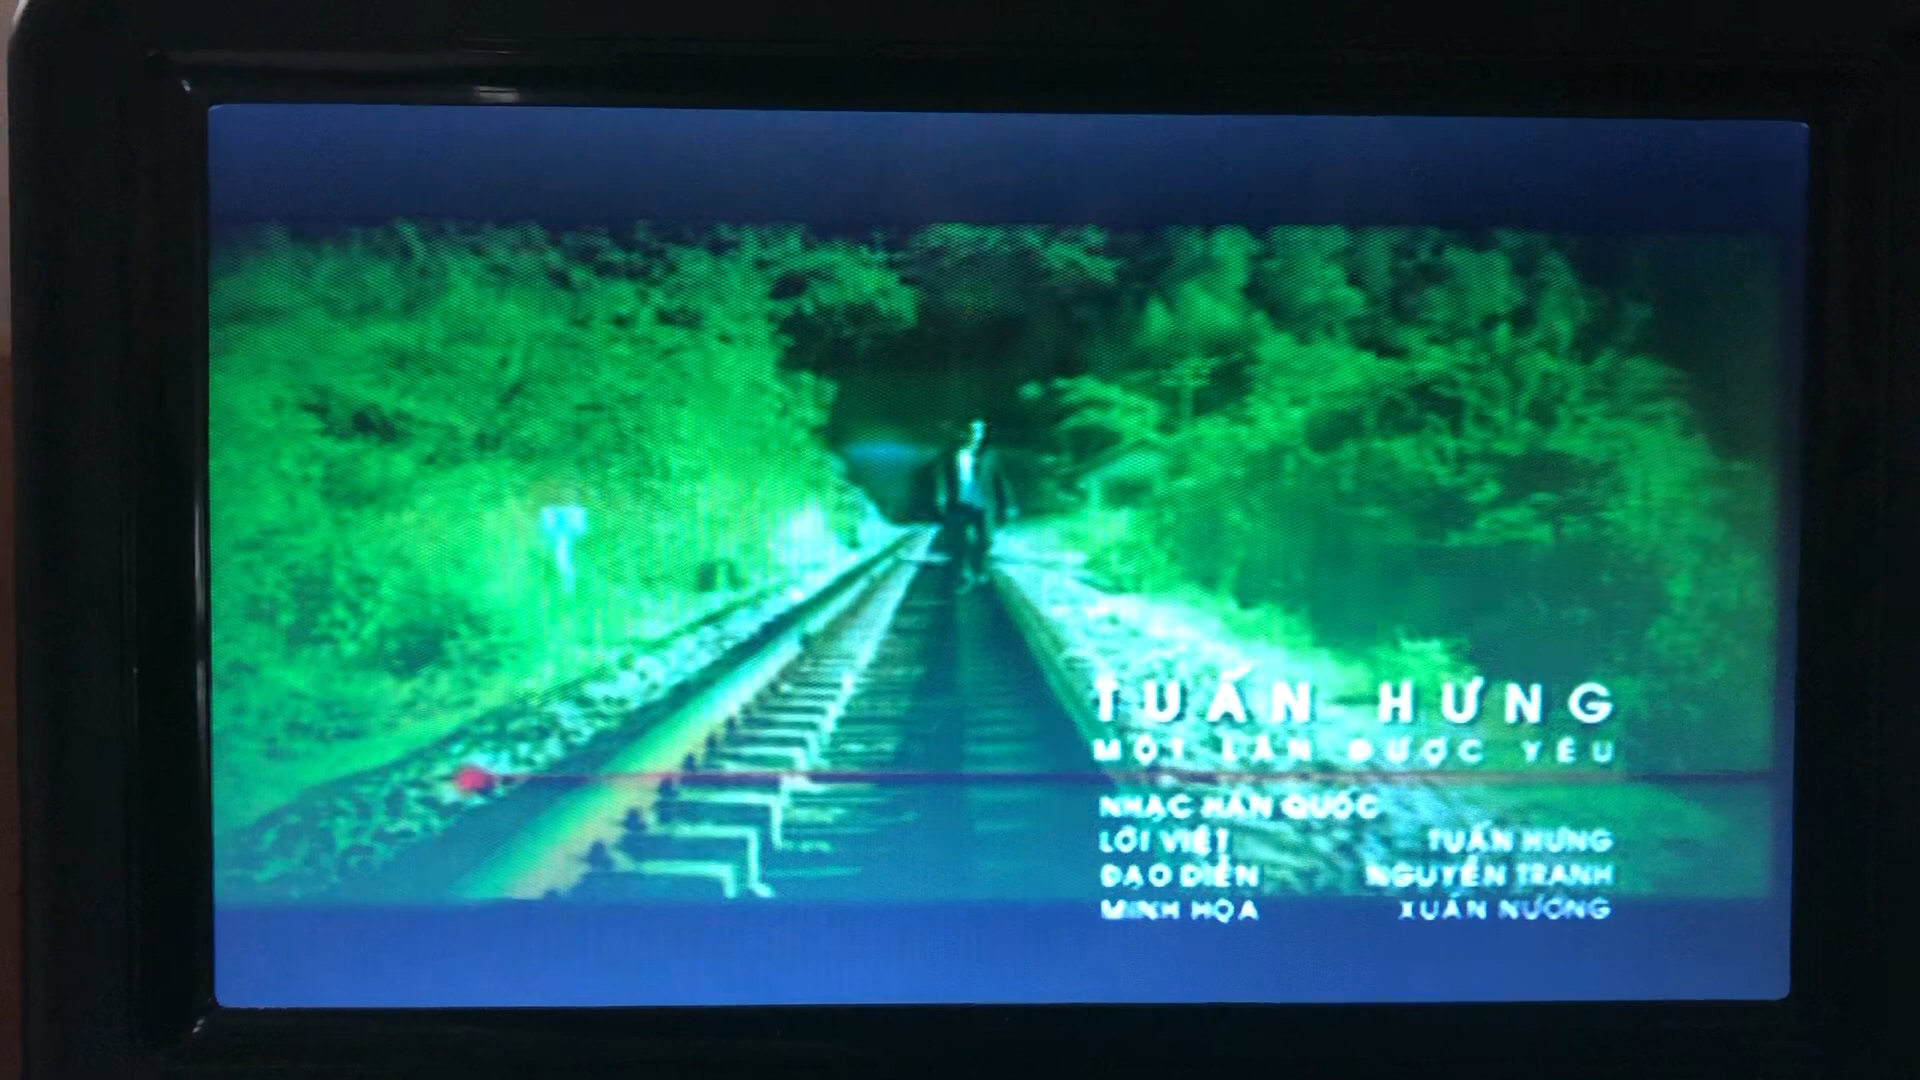 TUẤN HƯNG
MỘT LẦN ĐƯỢC YÊU
NHẠC HÀN QUỐC
LỜI VIỆT TUẤN HƯNG
ĐẠO DIỄN NGUYỄN TRANH
MINH HỌA XUÂN NƯƠNG